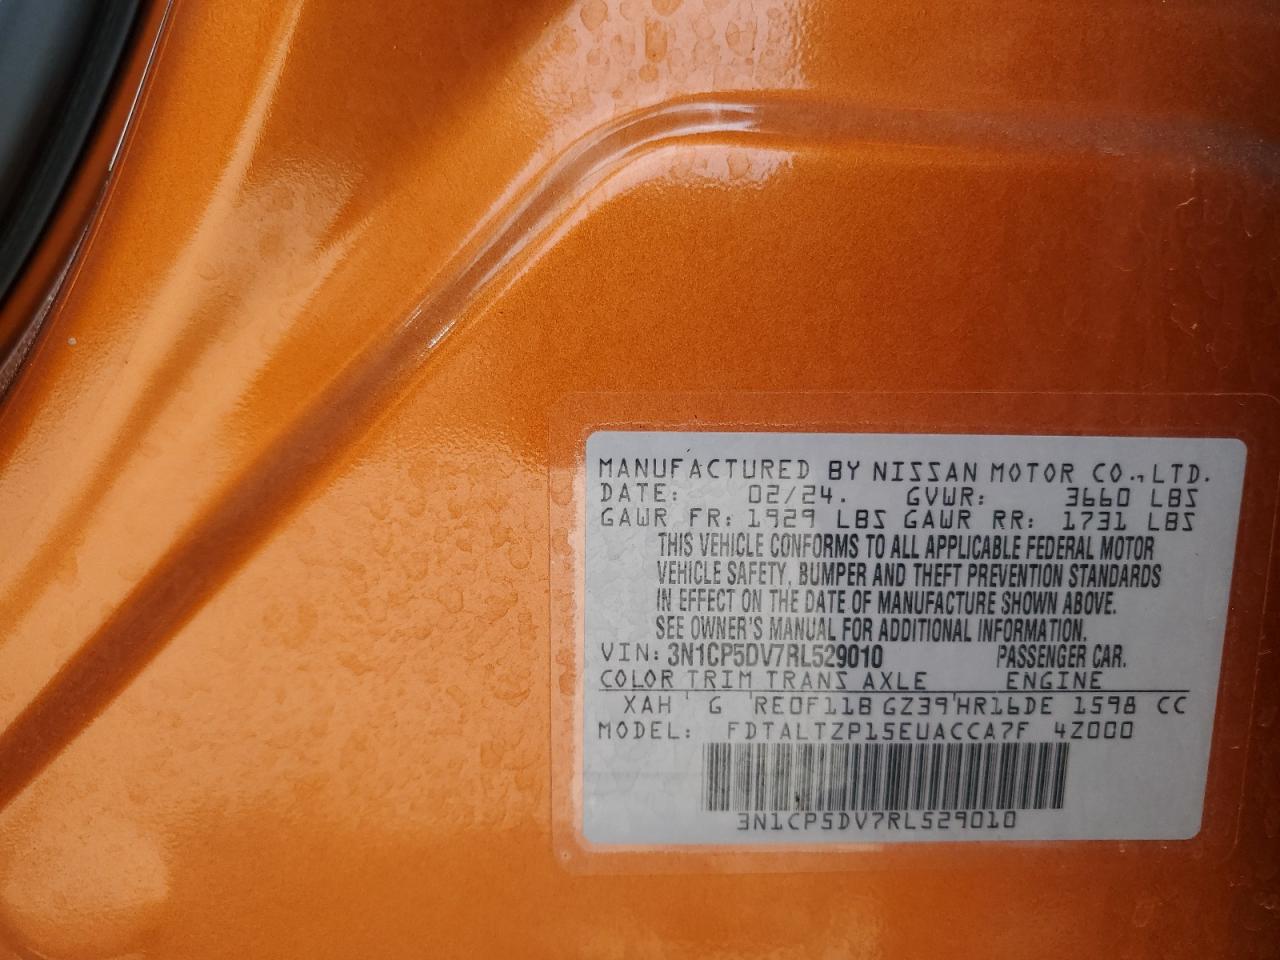 MANUFACTURED BY NISSAN MOTOR CO.,LTD.
DATE: 02/24. GVWR: 3660 LBS
GAWR FR: 1929 LBS GAWR RR: 1731 LBS
THIS VEHICLE CONFORMS TO ALL APPLICABLE FEDERAL MOTOR
VEHICLE SAFETY, BUMPER AND THEFT PREVENTION STANDARDS
IN EFFECT ON THE DATE OF MANUFACTURE SHOWN ABOVE.
SEE OWNER'S MANUAL FOR ADDITIONAL INFORMATION.
VIN: 3N1CP5DV7RL529010 PASSENGER CAR.
COLOR TRIM TRANS AXLE ENGINE
XAH ' G ' RE0F11B GZ39'HR16DE 1598 CC
MODEL: FDTALTZP15EUACCA7F 4Z000
3N1CP5DV7RL529010